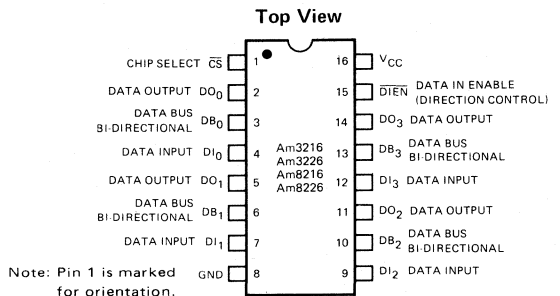 Top View
CHIP SELECT C̅S̅ 1
DATA OUTPUT DO0 2
DATA BUS
BI-DIRECTIONAL DB0 3
DATA INPUT DI0 4
DATA OUTPUT DO1 5
DATA BUS
BI-DIRECTIONAL DB1 6
DATA INPUT DI1 7
GND 8
Am3216
Am3226
Am8216
Am8226
16 VCC
15 D̅I̅E̅N̅ DATA IN ENABLE
(DIRECTION CONTROL)
14 DO3 DATA OUTPUT
13 DB3 DATA BUS
BI-DIRECTIONAL
12 DI3 DATA INPUT
11 DO2 DATA OUTPUT
10 DB2 DATA BUS
BI-DIRECTIONAL
9 DI2 DATA INPUT
Note: Pin 1 is marked
for orientation.